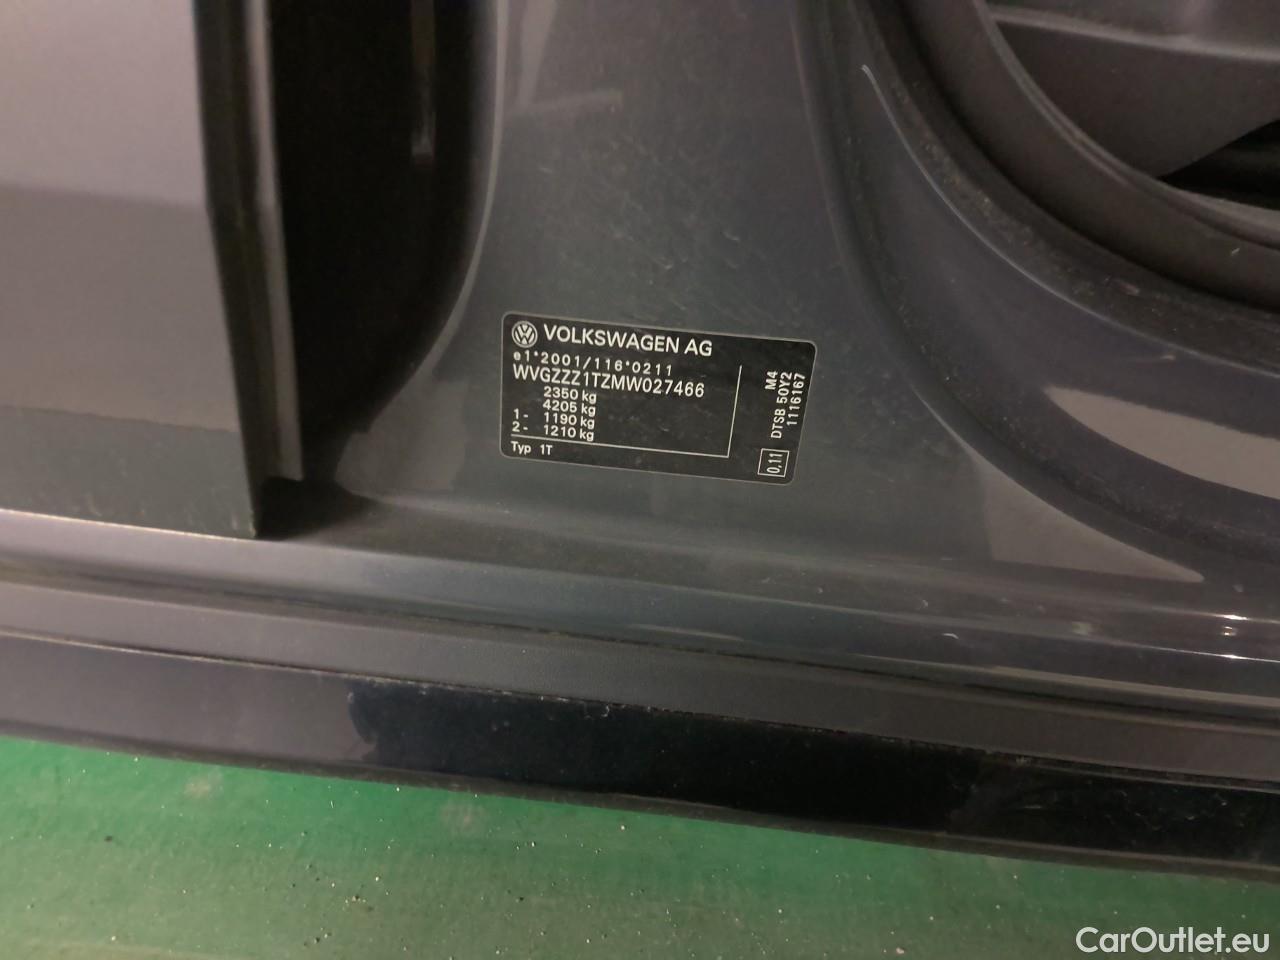 VOLKSWAGEN AG
e1*2001/116*0211
WVGZZZ1TZMW027466
2350 kg
4205 kg
1- 1190 kg
2- 1210 kg
Typ 1T
M4
DTSB 50Y2
1116167
0,11
CarOutlet.eu